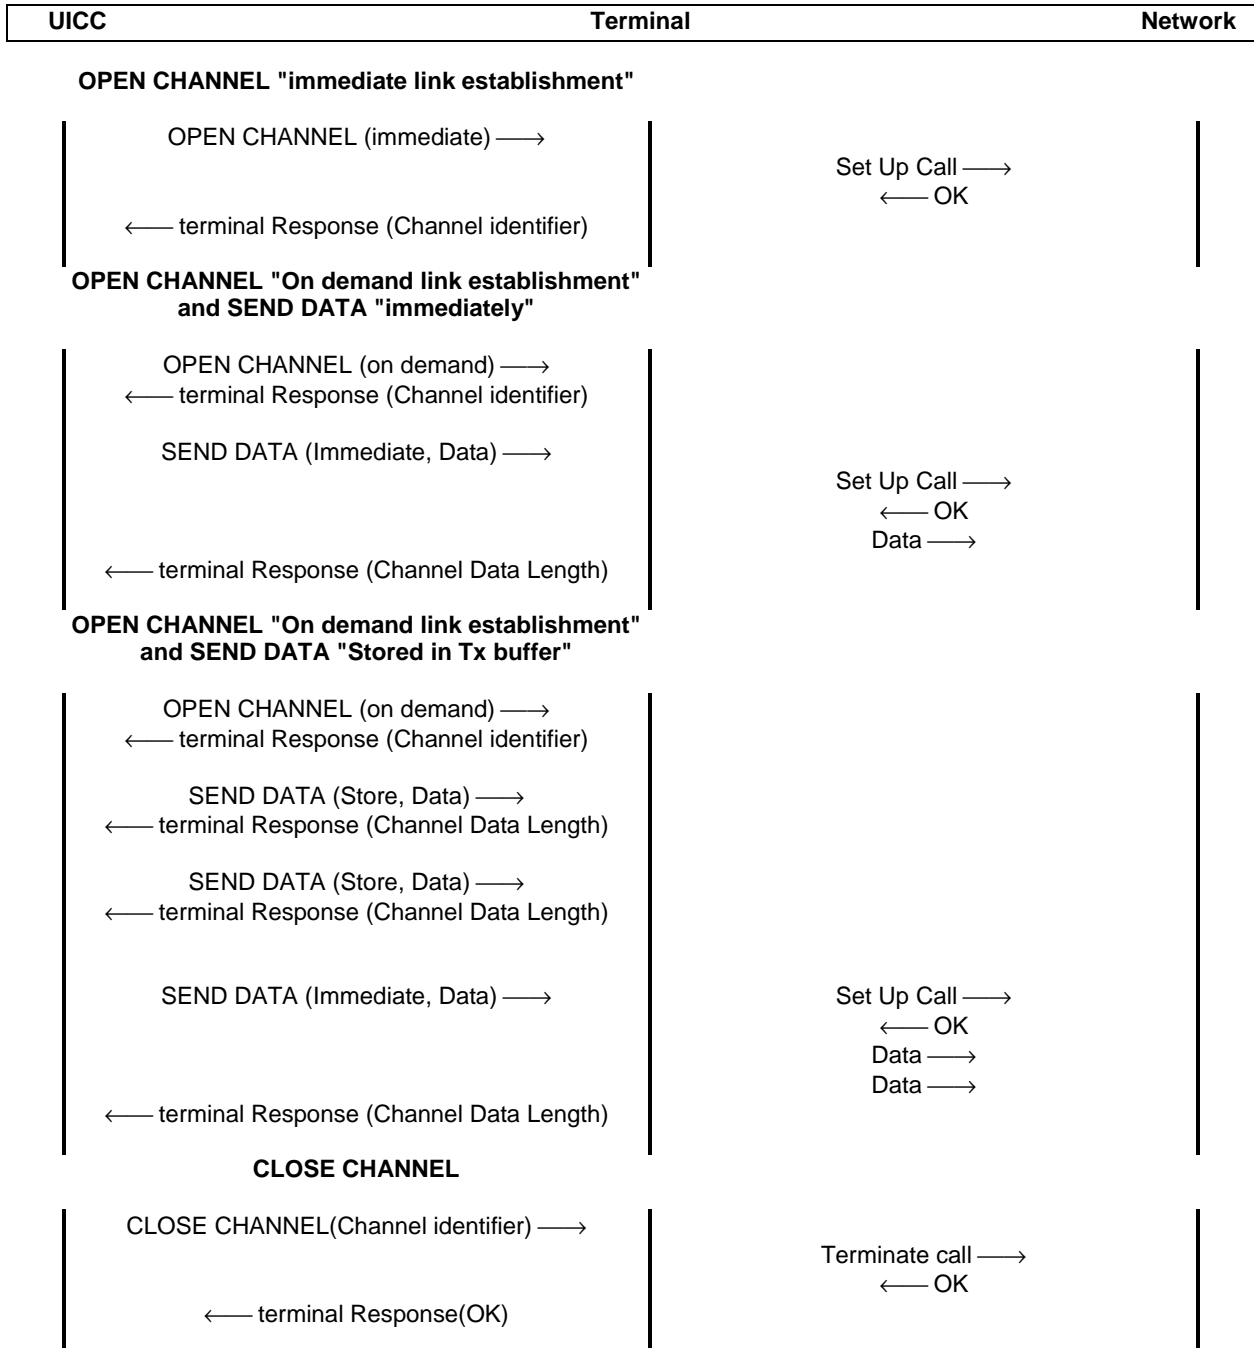 UICC Terminal Network
OPEN CHANNEL "immediate link establishment"
OPEN CHANNEL (immediate) ⟶
Set Up Call ⟶
⟵ OK
⟵ terminal Response (Channel identifier)
OPEN CHANNEL "On demand link establishment"
and SEND DATA "immediately"
OPEN CHANNEL (on demand) ⟶
⟵ terminal Response (Channel identifier)
SEND DATA (Immediate, Data) ⟶
Set Up Call ⟶
⟵ OK
Data ⟶
⟵ terminal Response (Channel Data Length)
OPEN CHANNEL "On demand link establishment"
and SEND DATA "Stored in Tx buffer"
OPEN CHANNEL (on demand) ⟶
⟵ terminal Response (Channel identifier)
SEND DATA (Store, Data) ⟶
⟵ terminal Response (Channel Data Length)
SEND DATA (Store, Data) ⟶
⟵ terminal Response (Channel Data Length)
SEND DATA (Immediate, Data) ⟶ Set Up Call ⟶
⟵ OK
Data ⟶
Data ⟶
⟵ terminal Response (Channel Data Length)
CLOSE CHANNEL
CLOSE CHANNEL(Channel identifier) ⟶
Terminate call ⟶
⟵ OK
⟵ terminal Response(OK)